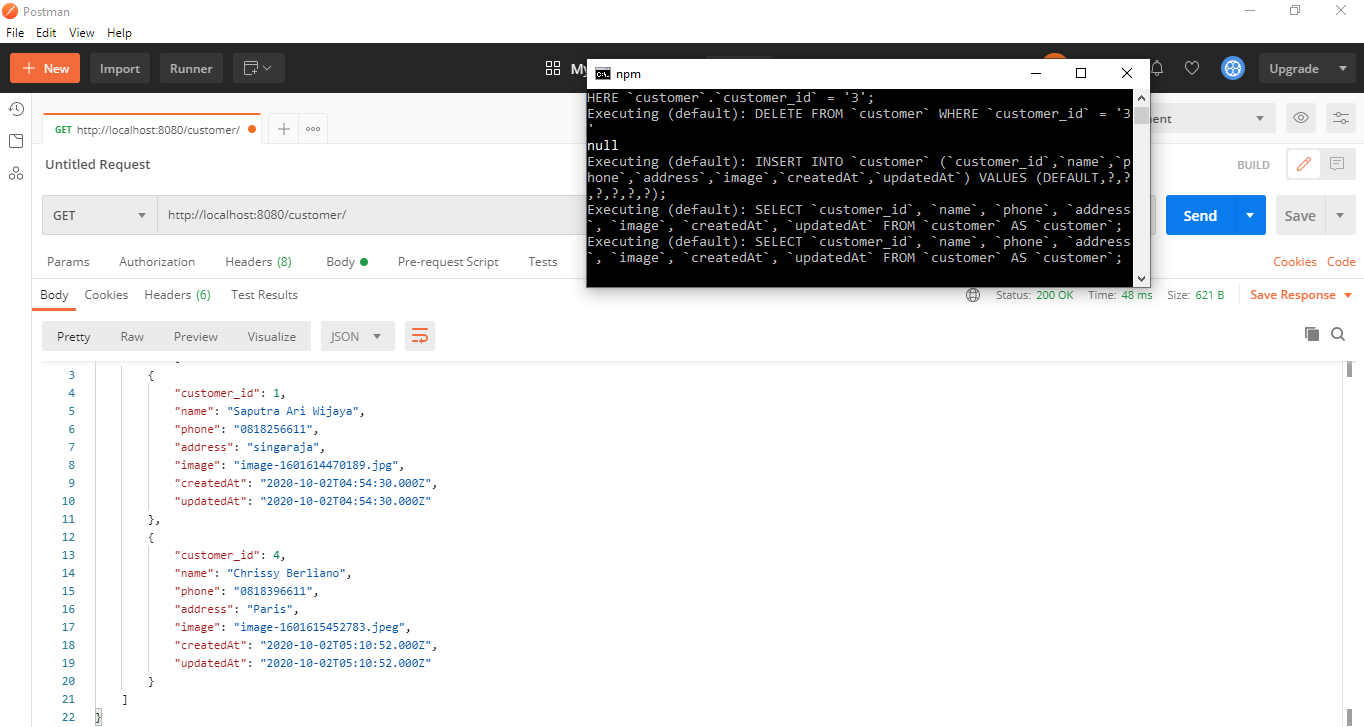 Postman
File Edit View Help
+ New Import Runner
My
Upgrade
npm
HERE `customer`.`customer_id` = '3';
Executing (default): DELETE FROM `customer` WHERE `customer_id` = '3
'
null
Executing (default): INSERT INTO `customer` (`customer_id`,`name`,`p
hone`,`address`,`image`,`createdAt`,`updatedAt`) VALUES (DEFAULT,?,?
,?,?,?,?);
Executing (default): SELECT `customer_id`, `name`, `phone`, `address
`, `image`, `createdAt`, `updatedAt` FROM `customer` AS `customer`;
Executing (default): SELECT `customer_id`, `name`, `phone`, `address
`, `image`, `createdAt`, `updatedAt` FROM `customer` AS `customer`;
GET http://localhost:8080/customer/
Untitled Request
BUILD
GET http://localhost:8080/customer/
Send Save
Params Authorization Headers (8) Body Pre-request Script Tests
Cookies Code
Body Cookies Headers (6) Test Results
Status: 200 OK Time: 48 ms Size: 621 B Save Response
Pretty Raw Preview Visualize JSON
3 {
4 "customer_id": 1,
5 "name": "Saputra Ari Wijaya",
6 "phone": "0818256611",
7 "address": "singaraja",
8 "image": "image-1601614470189.jpg",
9 "createdAt": "2020-10-02T04:54:30.000Z",
10 "updatedAt": "2020-10-02T04:54:30.000Z"
11 },
12 {
13 "customer_id": 4,
14 "name": "Chrissy Berliano",
15 "phone": "0818396611",
16 "address": "Paris",
17 "image": "image-1601615452783.jpeg",
18 "createdAt": "2020-10-02T05:10:52.000Z",
19 "updatedAt": "2020-10-02T05:10:52.000Z"
20 }
21 ]
22 }